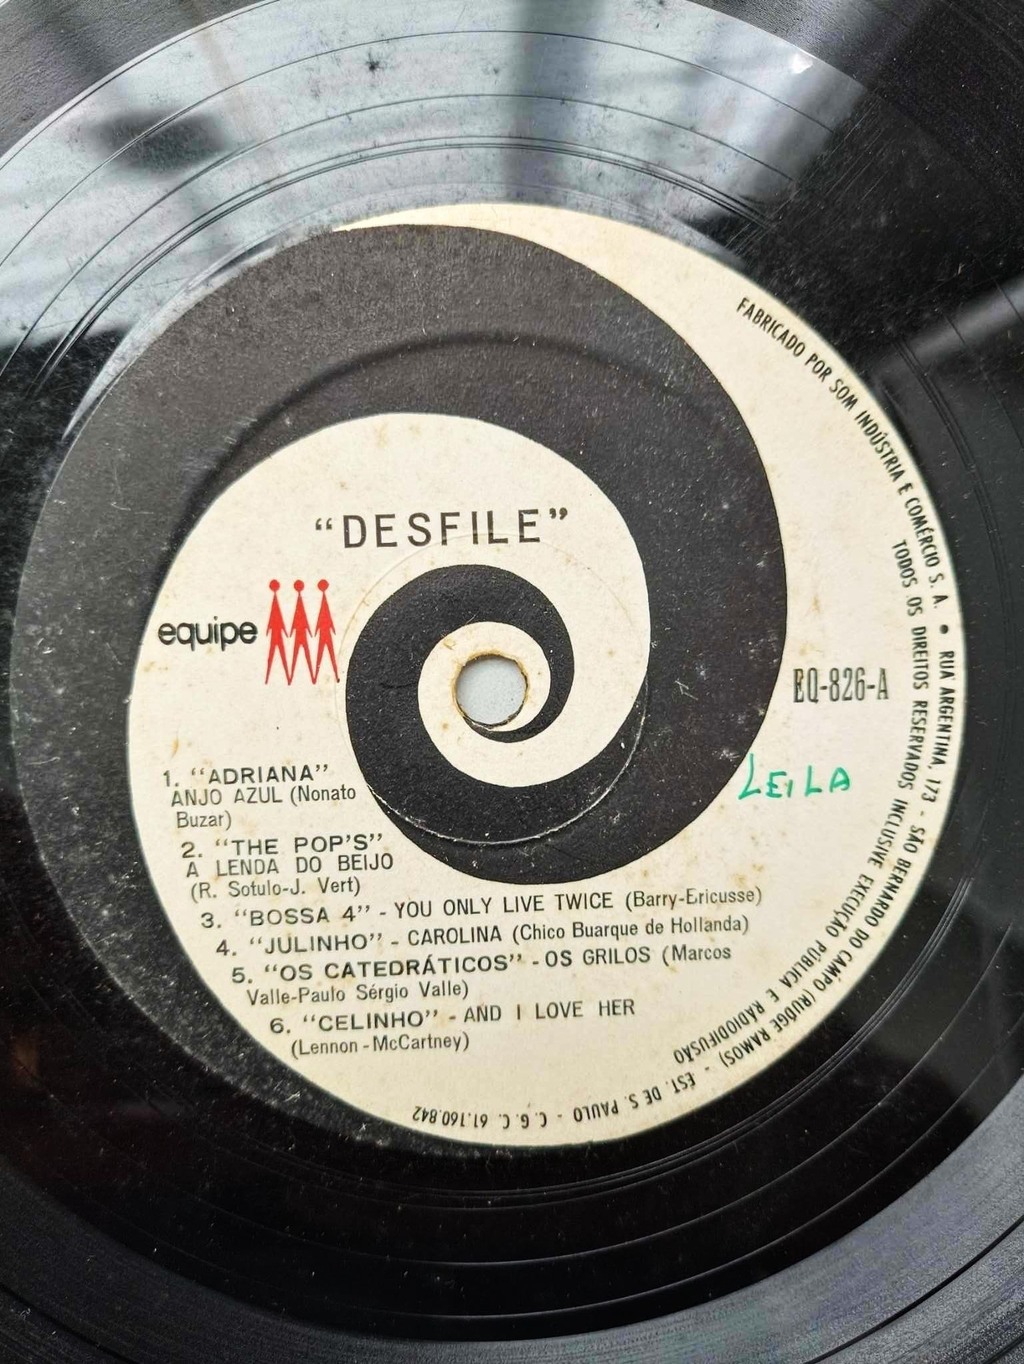 “DESFILE”
equipe
EQ-826-A
LEILA
1. “ADRIANA”
ANJO AZUL (Nonato
Buzar)
2. “THE POP'S”
A LENDA DO BEIJO
(R. Sotulo-J. Vert)
3. “BOSSA 4” - YOU ONLY LIVE TWICE (Barry-Ericusse)
4. “JULINHO” - CAROLINA (Chico Buarque de Hollanda)
5. “OS CATEDRÁTICOS” - OS GRILOS (Marcos
Valle-Paulo Sérgio Valle)
6. “CELINHO” - AND I LOVE HER
(Lennon - McCartney)
FABRICADO POR SOM INDÚSTRIA E COMÉRCIO S. A. • RUA ARGENTINA, 173 - SÃO BERNARDO DO CAMPO (RUDGE RAMOS) - EST. DE S. PAULO - C. G. C. 61.160.842
TODOS OS DIREITOS RESERVADOS INCLUSIVE EXECUÇÃO PÚBLICA E RADIODIFUSÃO